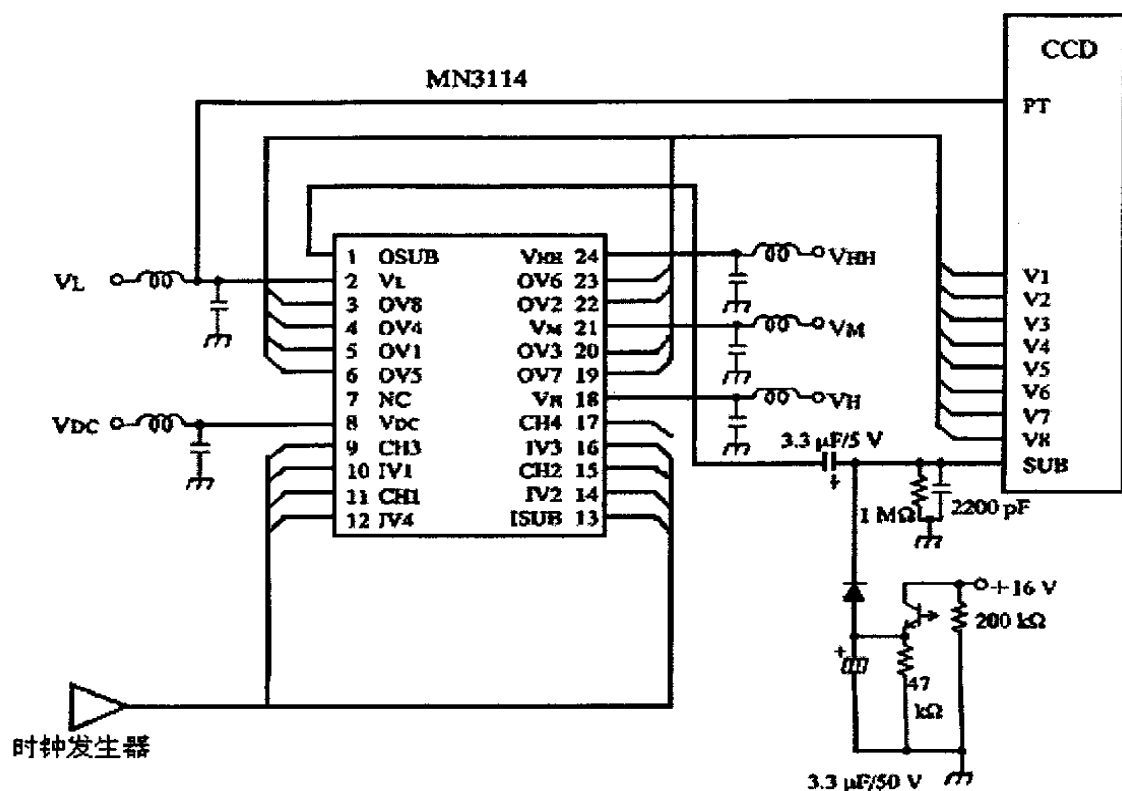 CCD
MN3114
PT
1 OSUB VHH 24
2 VL OV6 23
3 OV8 OV2 22
4 OV4 VM 21
5 OV1 OV3 20
6 OV5 OV7 19
7 NC VH 18
8 VDC CH4 17
9 CH3 IV3 16
10 IV1 CH2 15
11 CH1 IV2 14
12 IV4 ISUB 13
VL
VDC
VHH
VM
VH
V1
V2
V3
V4
V5
V6
V7
V8
SUB
3.3 μF/5 V
+
1 MΩ
2200 pF
+16 V
200 kΩ
+
47
kΩ
3.3 μF/50 V
时钟发生器